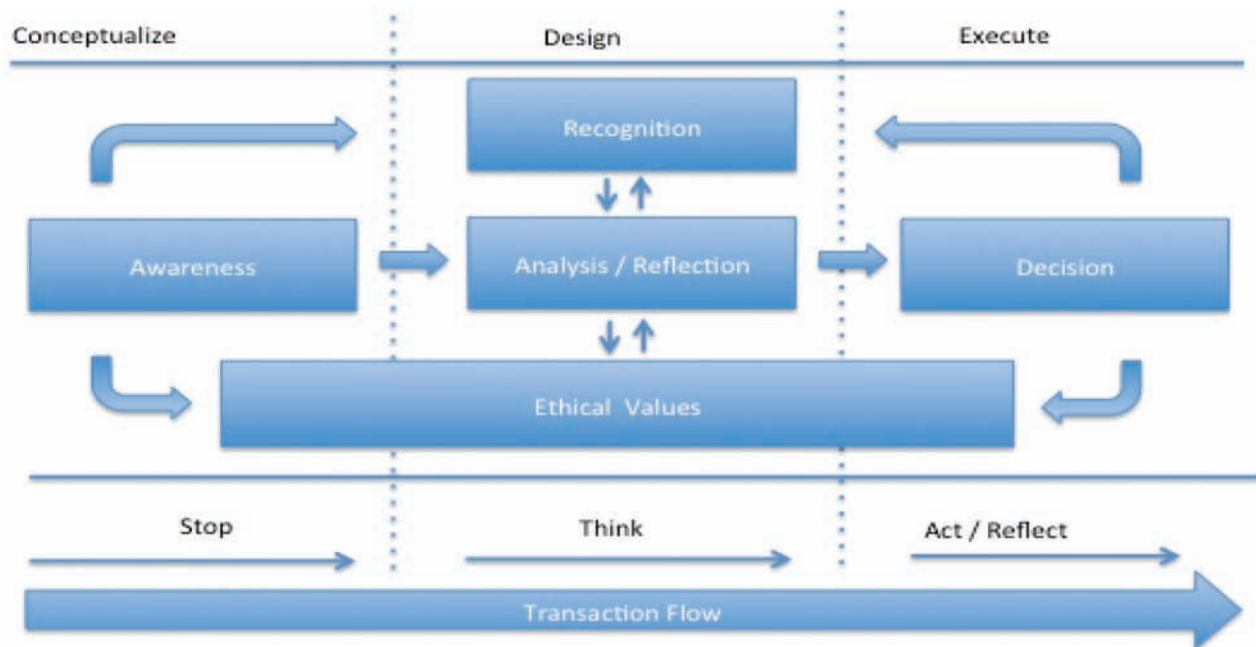 Conceptualize
Design
Execute
Recognition
Awareness
Analysis / Reflection
Decision
Ethical Values
Stop
Think
Act / Reflect
Transaction Flow